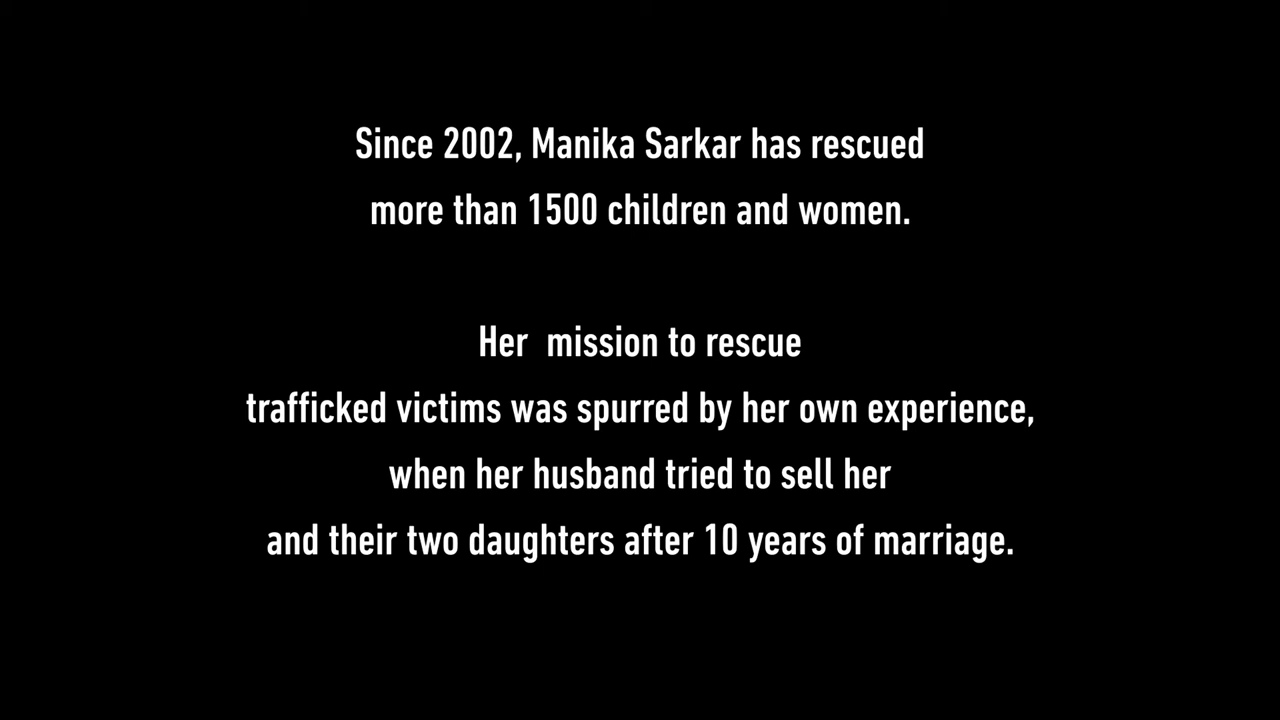 Since 2002, Manika Sarkar has rescued
more than 1500 children and women.
Her  mission to rescue
trafficked victims was spurred by her own experience,
when her husband tried to sell her
and their two daughters after 10 years of marriage.